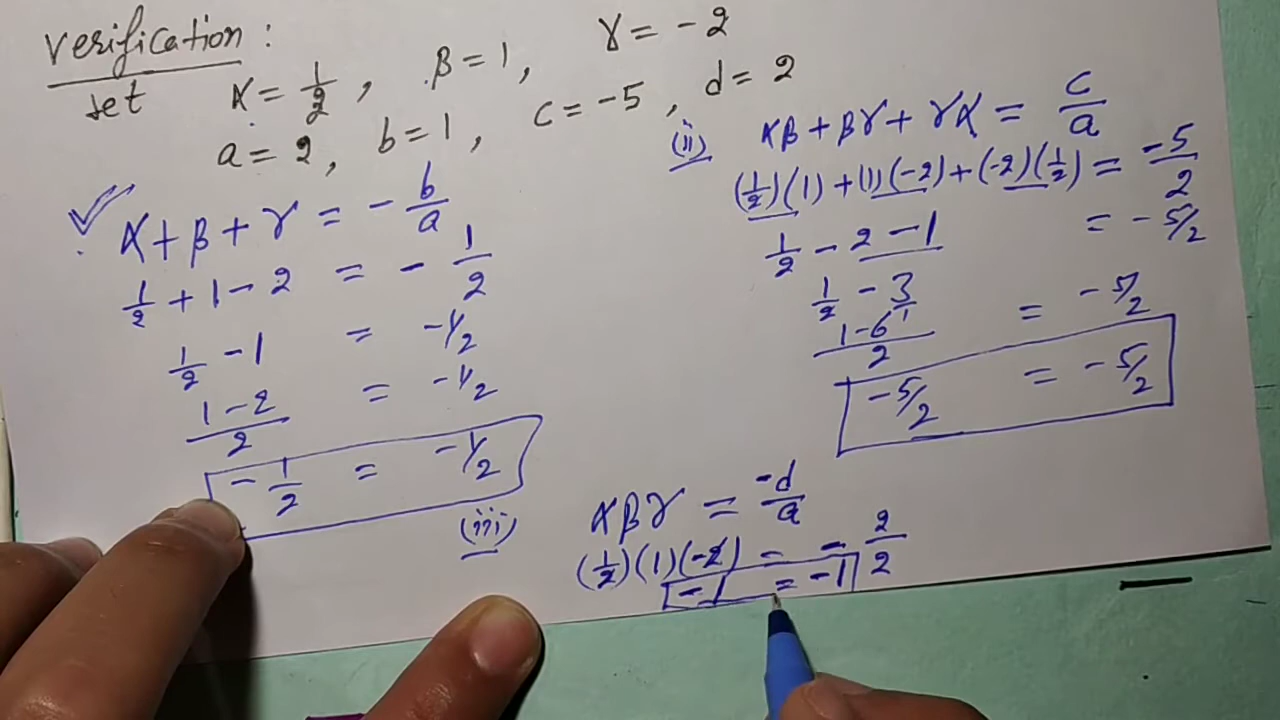 verification :
set α = 1/2 , β = 1 , γ = -2
a = 2 , b = 1 , c = -5 , d = 2
α + β + γ = - b/a
1/2 + 1 - 2 = - 1/2
1/2 - 1 = -1/2
(1 - 2)/2 = -1/2
- 1/2 = -1/2
(ii) αβ + βγ + γα = c/a
(1/2)(1) + (1)(-2) + (-2)(1/2) = -5/2
1/2 - 2 - 1 = -5/2
1/2 - 3/1 = -5/2
(1-6)/2
-5/2 = -5/2
(iii) αβγ = -d/a
(1/2)(1)(-2) = - 2/2
-1 = -1